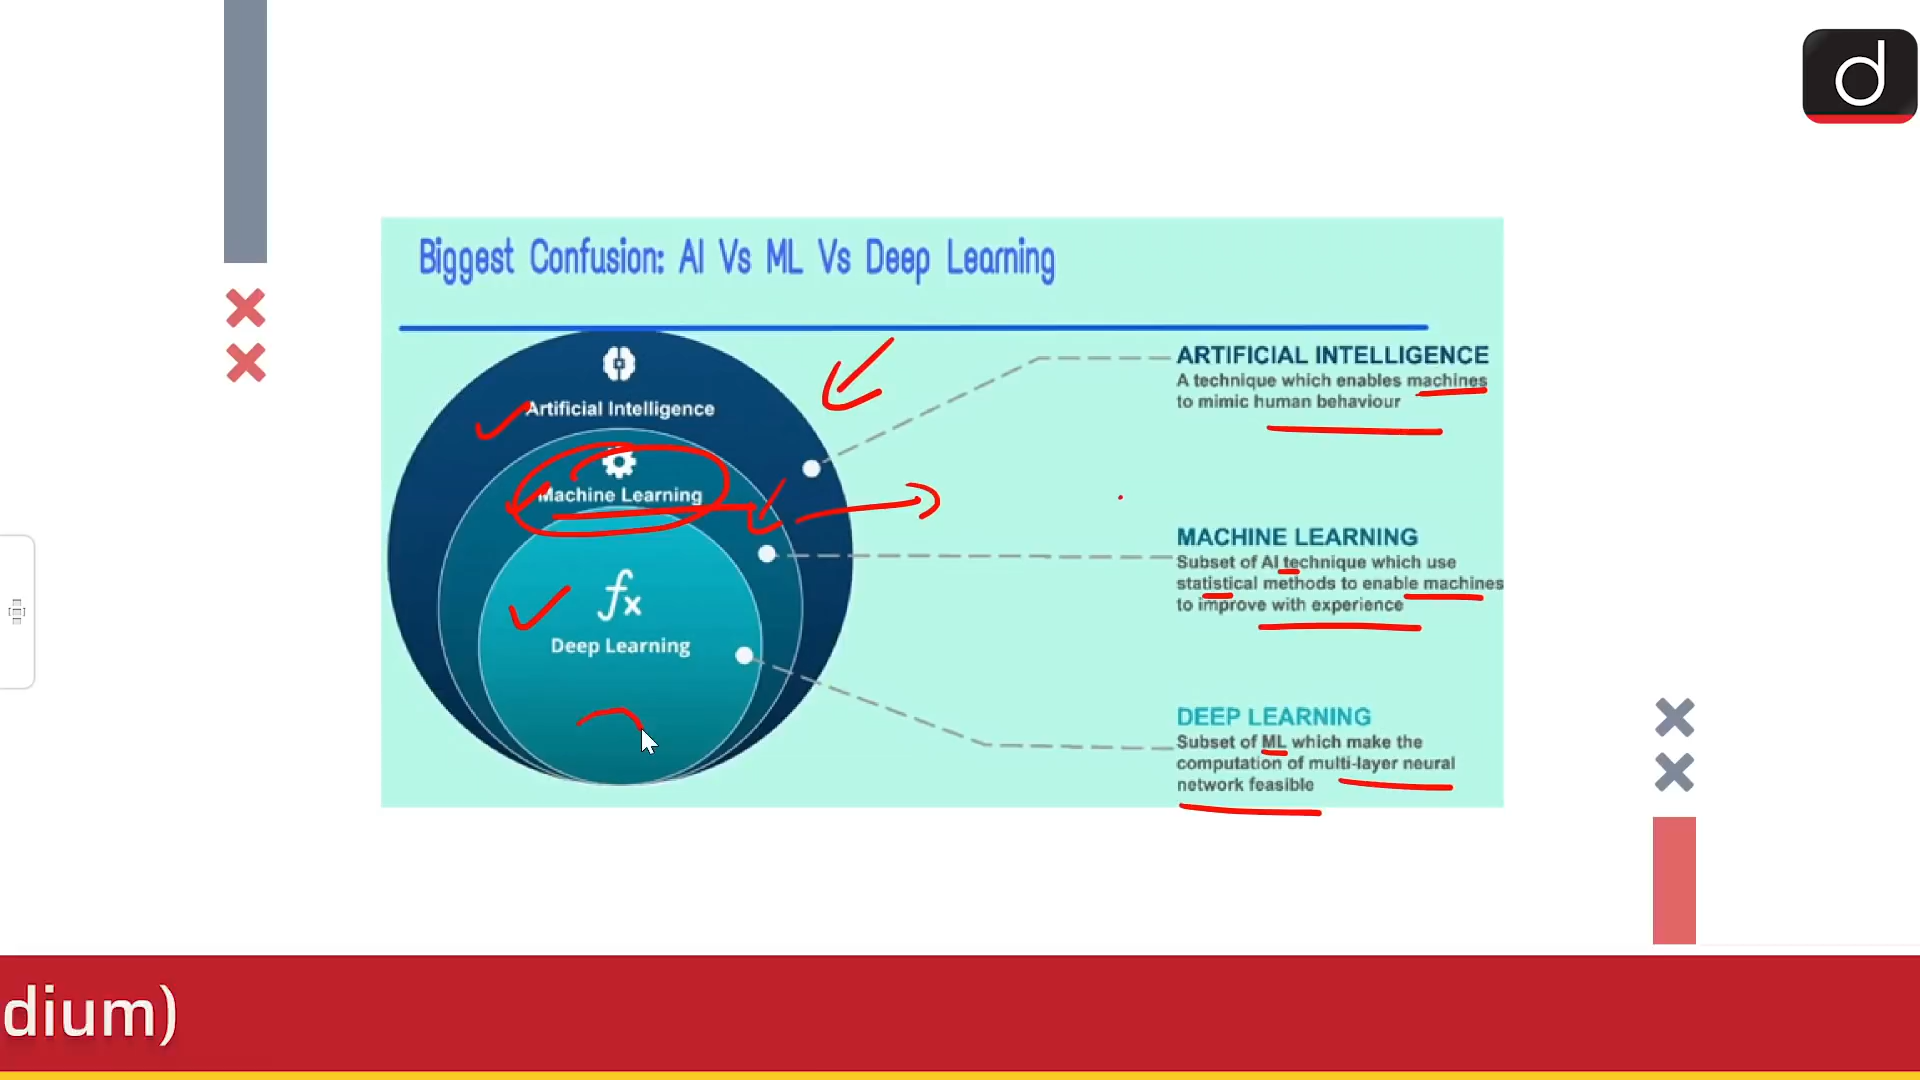 d
Biggest Confusion: AI Vs ML Vs Deep Learning
Artificial Intelligence
Machine Learning
fx
Deep Learning
ARTIFICIAL INTELLIGENCE
A technique which enables machines
to mimic human behaviour
MACHINE LEARNING
Subset of AI technique which use
statistical methods to enable machines
to improve with experience
DEEP LEARNING
Subset of ML which make the
computation of multi-layer neural
network feasible
dium)